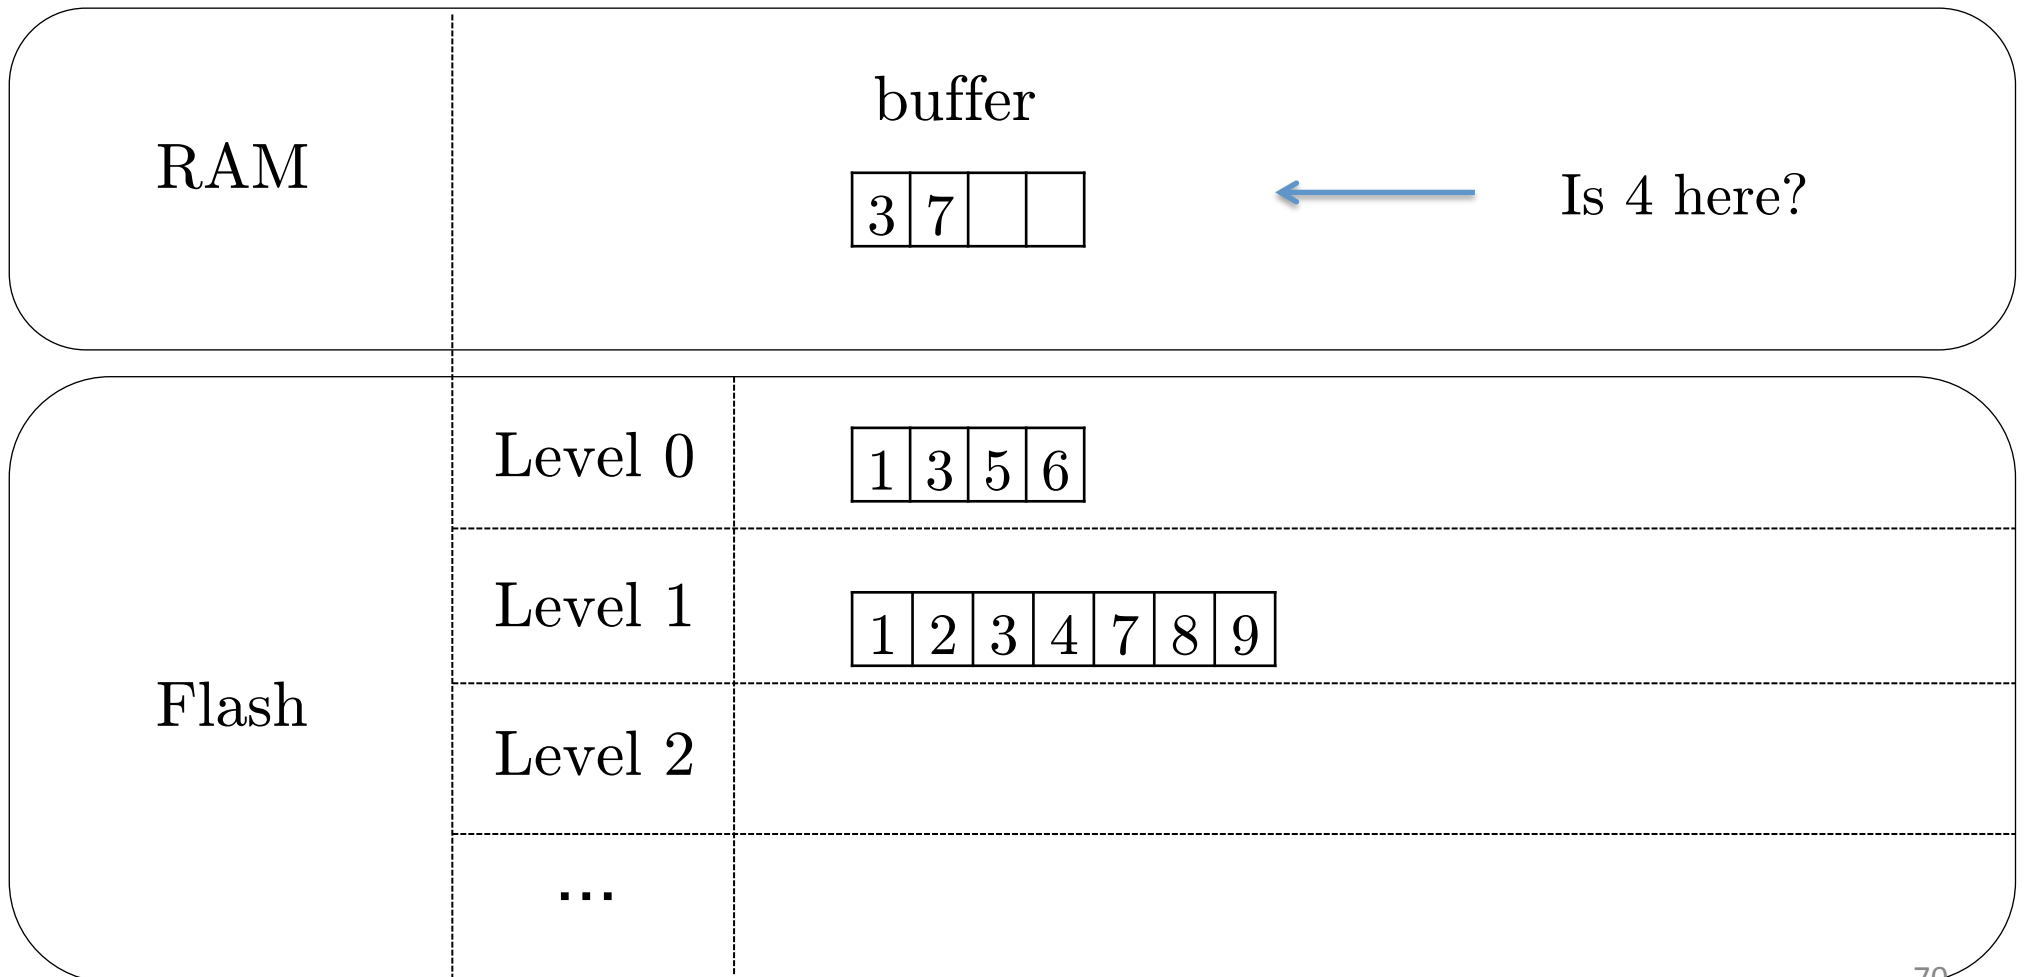 buffer
RAM
3 7
Is 4 here?
Level 0
1 3 5 6
Level 1
1 2 3 4 7 8 9
Flash
Level 2
...